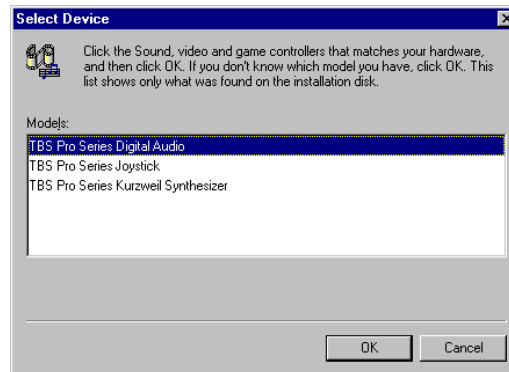 Select Device
Click the Sound, video and game controllers that matches your hardware,
and then click OK. If you don't know which model you have, click OK. This
list shows only what was found on the installation disk.
Models:
TBS Pro Series Digital Audio
TBS Pro Series Joystick
TBS Pro Series Kurzweil Synthesizer
OK Cancel